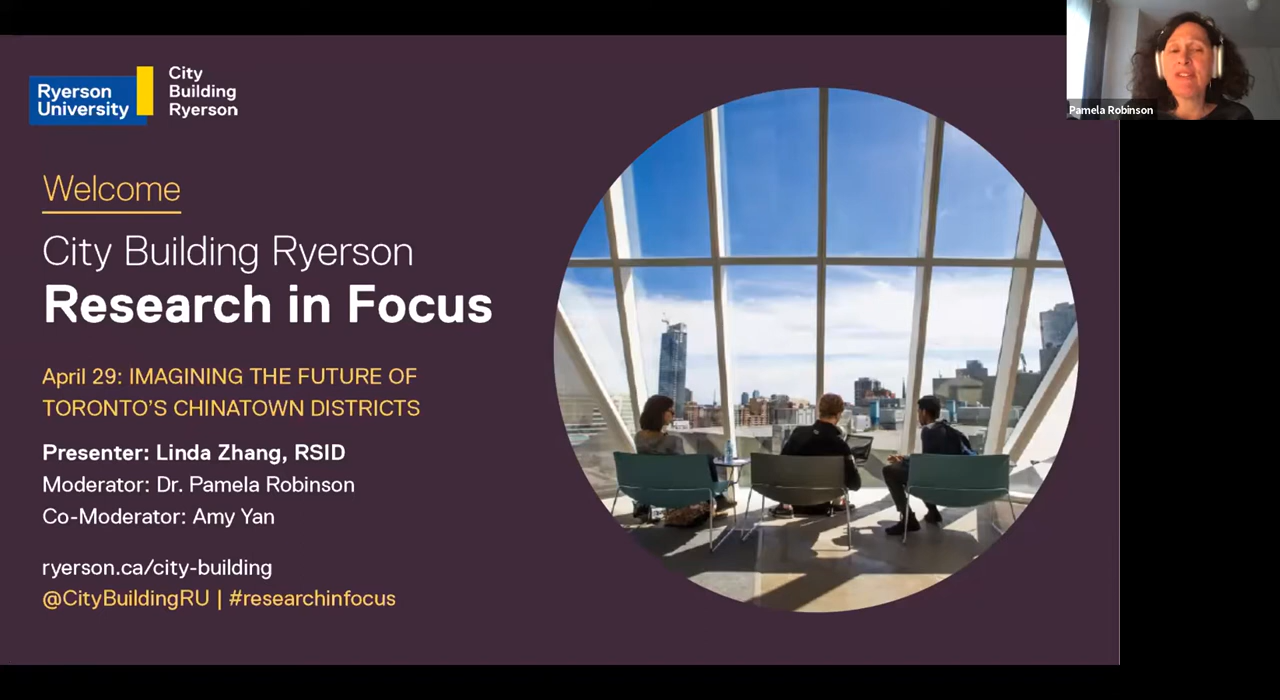 Ryerson
University
City
Building
Ryerson
Welcome
City Building Ryerson
Research in Focus
April 29: IMAGINING THE FUTURE OF
TORONTO'S CHINATOWN DISTRICTS
Presenter: Linda Zhang, RSID
Moderator: Dr. Pamela Robinson
Co-Moderator: Amy Yan
ryerson.ca/city-building
@CityBuildingRU | #researchinfocus
Pamela Robinson